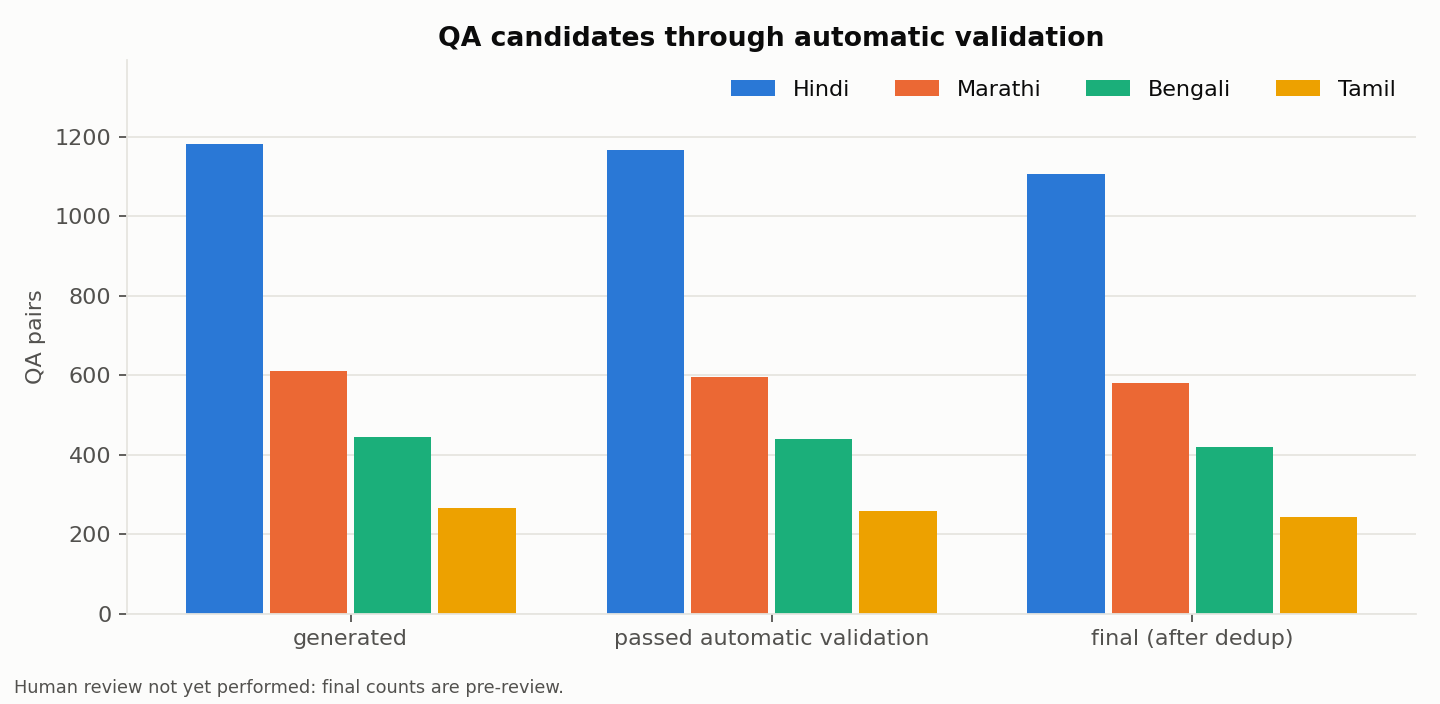 QA candidates through automatic validation
Hindi Marathi Bengali Tamil
QA pairs
1200
1000
800
600
400
200
0
generated passed automatic validation final (after dedup)
Human review not yet performed: final counts are pre-review.